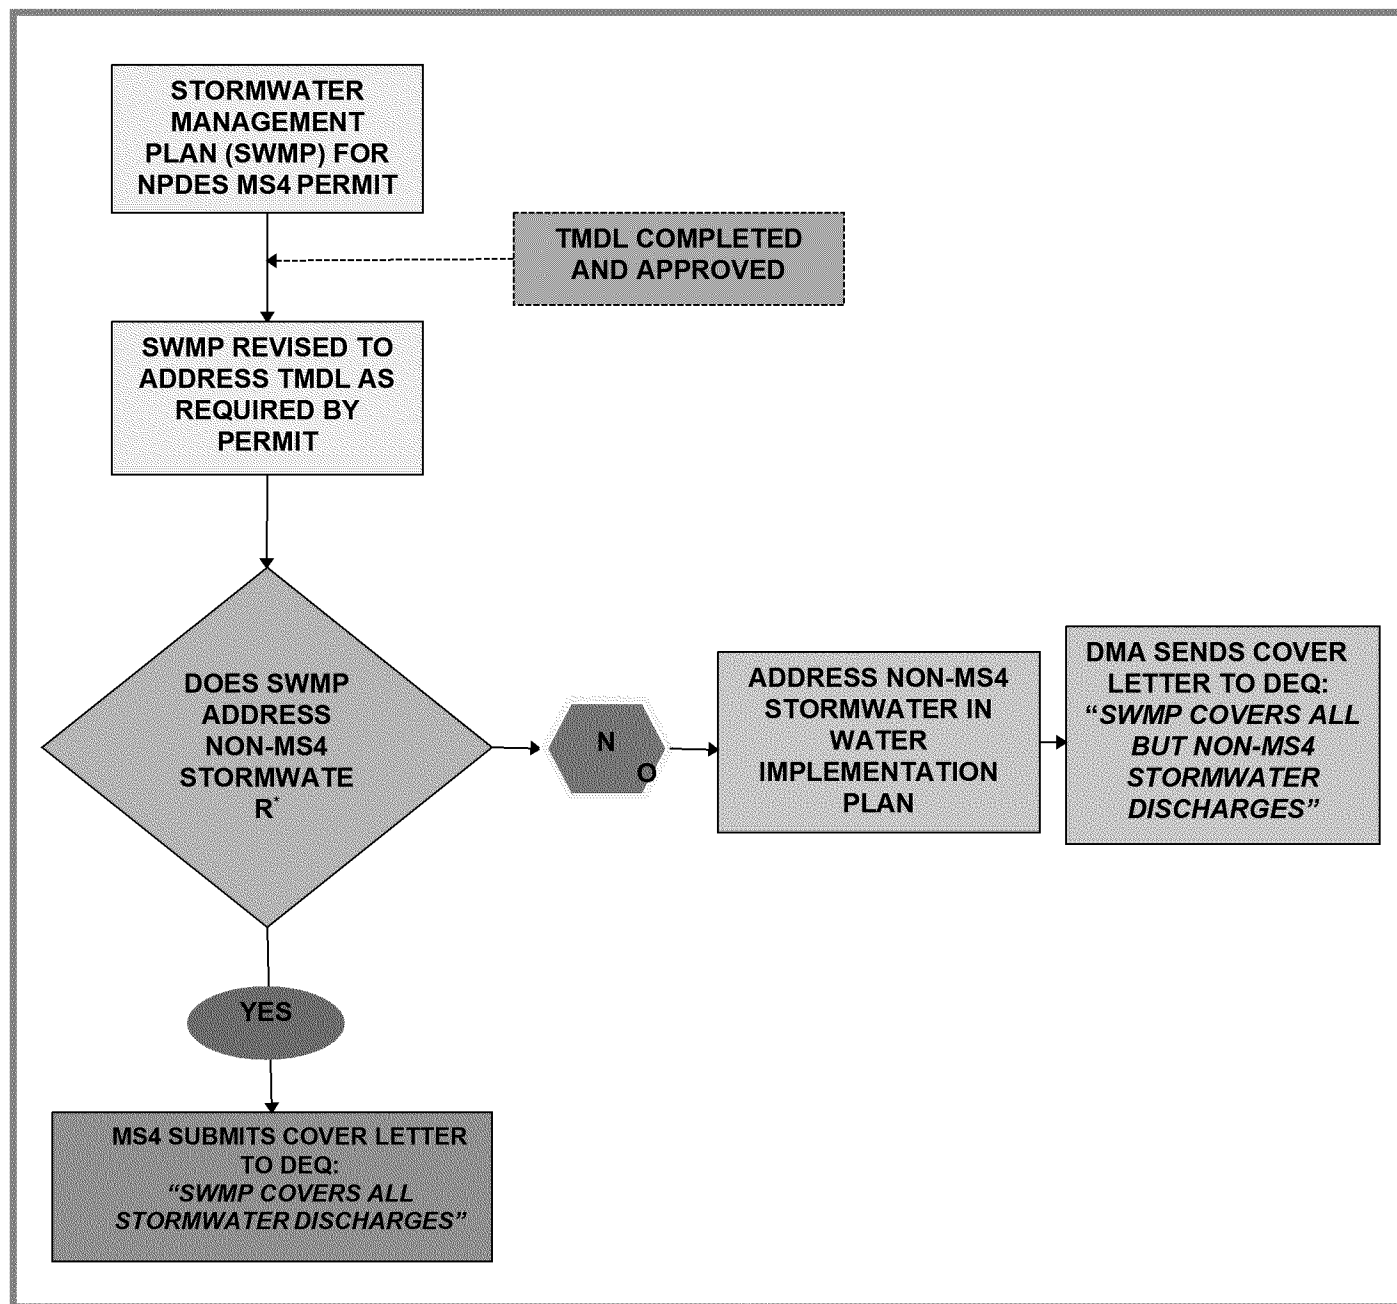 STORMWATER
MANAGEMENT
PLAN (SWMP) FOR
NPDES MS4 PERMIT
TMDL COMPLETED
AND APPROVED
SWMP REVISED TO
ADDRESS TMDL AS
REQUIRED BY
PERMIT
DOES SWMP
ADDRESS
NON-MS4
STORMWATE
R*
N
O
ADDRESS NON-MS4
STORMWATER IN
WATER
IMPLEMENTATION
PLAN
DMA SENDS COVER
LETTER TO DEQ:
“SWMP COVERS ALL
BUT NON-MS4
STORMWATER
DISCHARGES”
YES
MS4 SUBMITS COVER LETTER
TO DEQ:
“SWMP COVERS ALL
STORMWATER DISCHARGES”